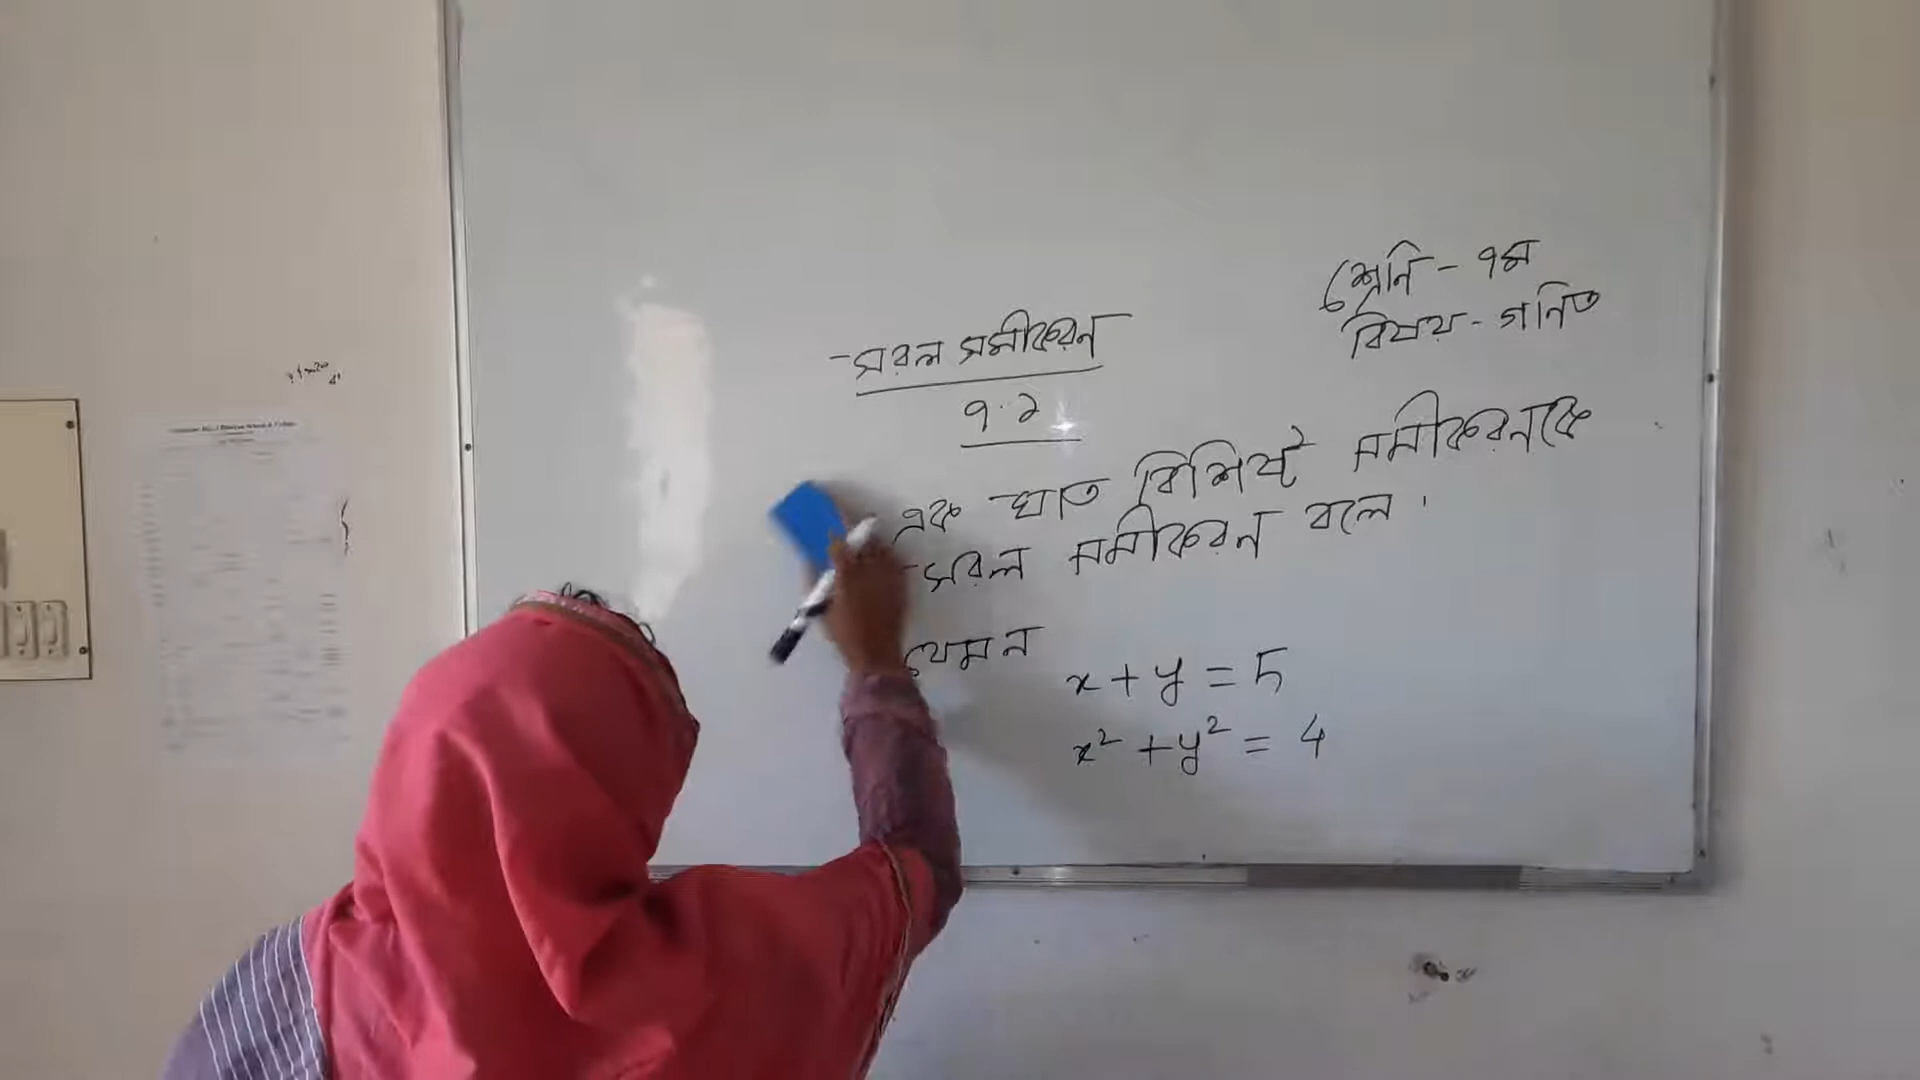 শ্রেনি - ৭ম
বিষয় - গনিত
সরল সমীকরন
৭.১
এক ঘাত বিশিষ্ট সমীকরনকে
সরল সমীকরন বলে।
যেমন
x + y = 5
x² + y² = 4